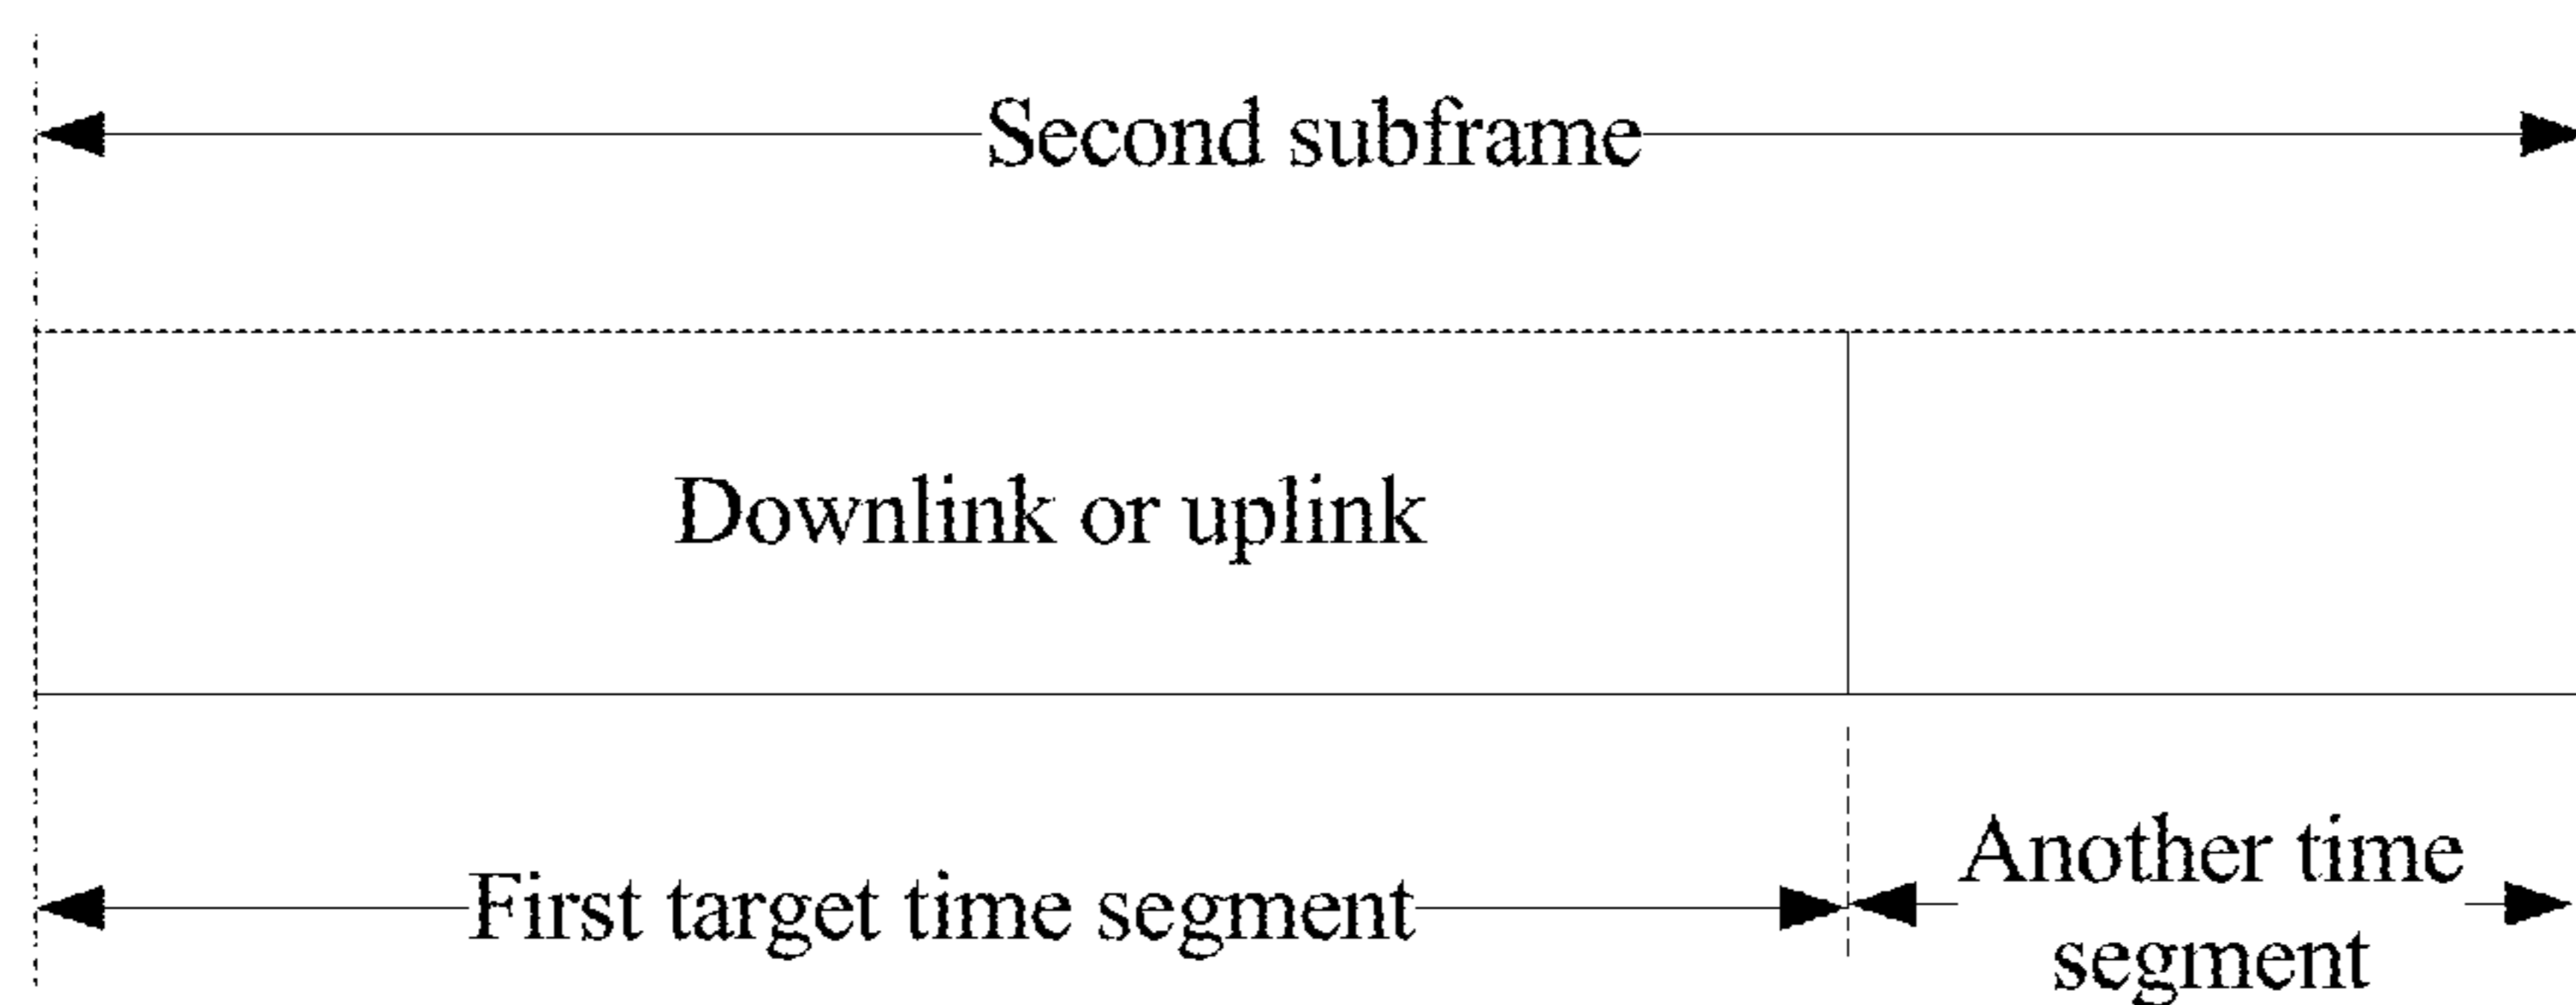 Second subframe
Downlink or uplink
First target time segment
Another time
segment